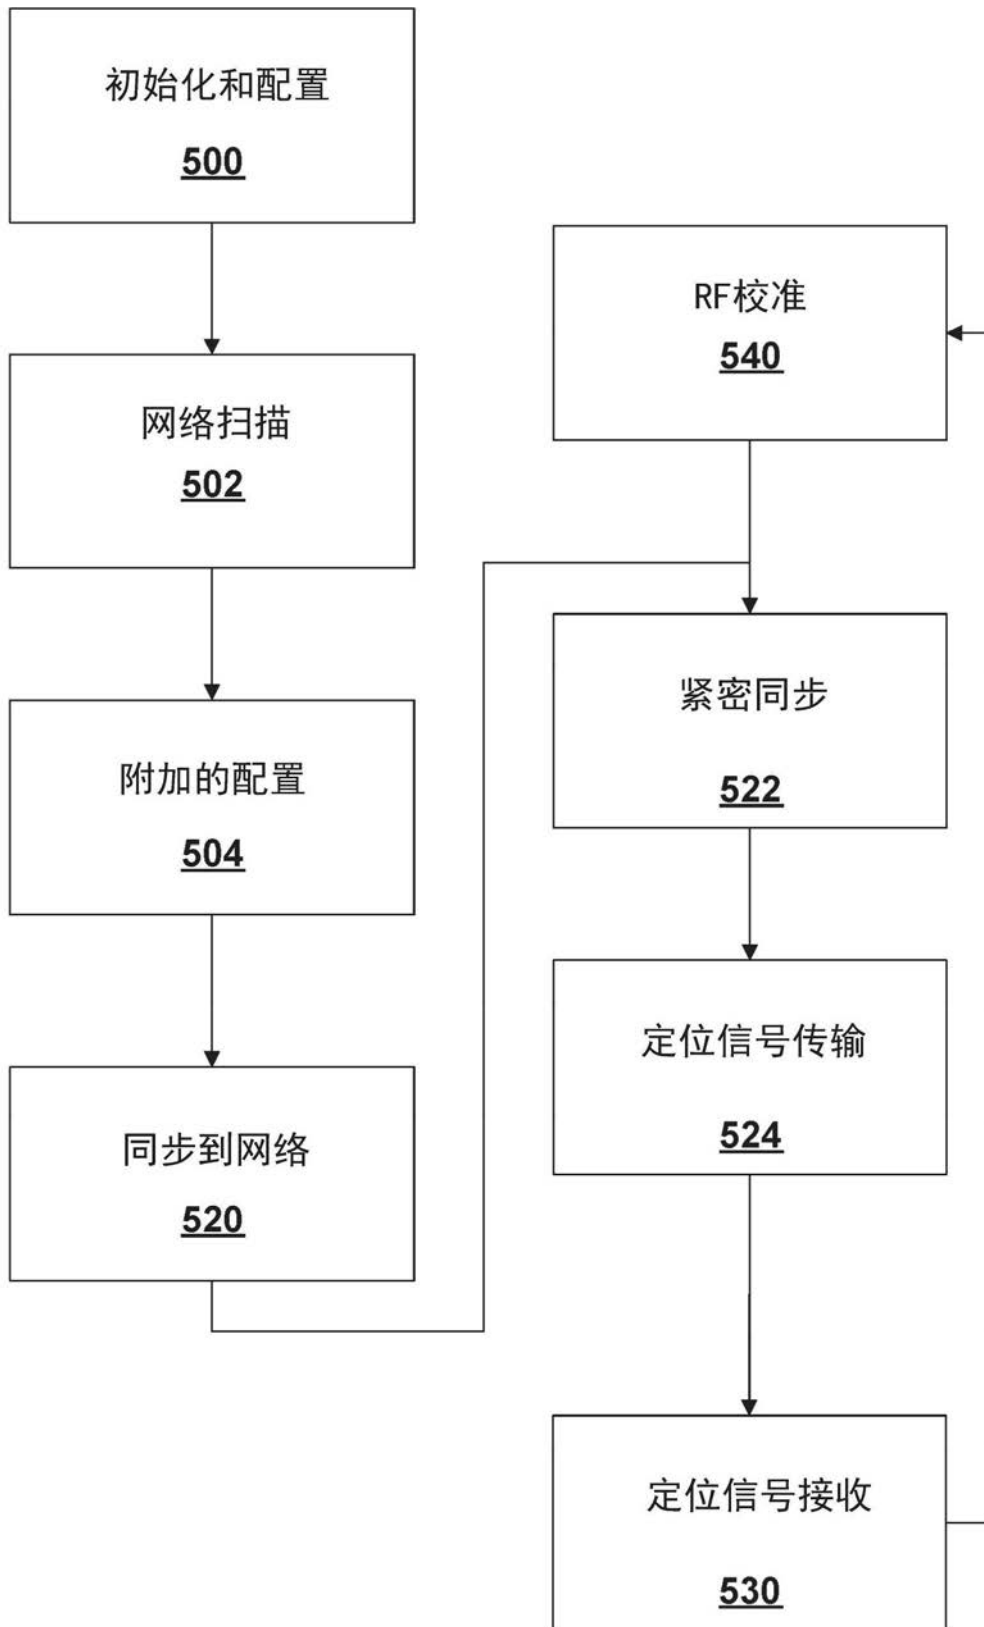 初始化和配置
500
网络扫描
502
附加的配置
504
同步到网络
520
RF校准
540
紧密同步
522
定位信号传输
524
定位信号接收
530